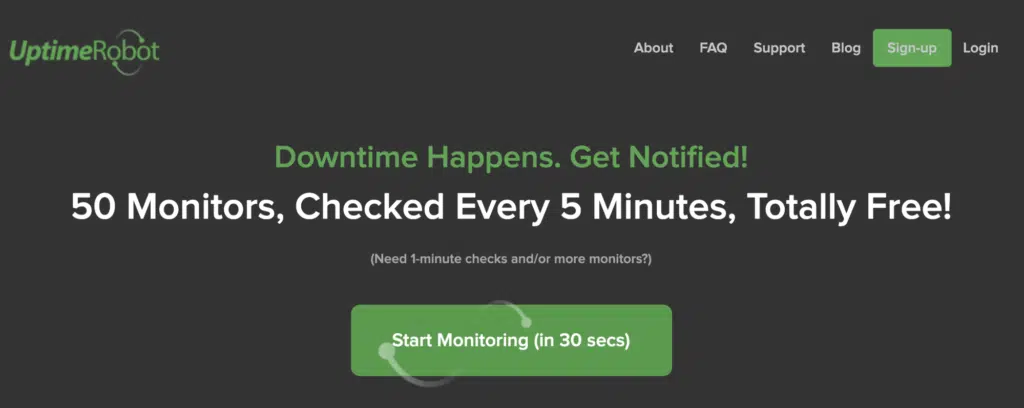 UptimeRobot
About
FAQ
Support
Blog
Sign-up
Login
Downtime Happens. Get Notified!
50 Monitors, Checked Every 5 Minutes, Totally Free!
(Need 1-minute checks and/or more monitors?)
Start Monitoring (in 30 secs)